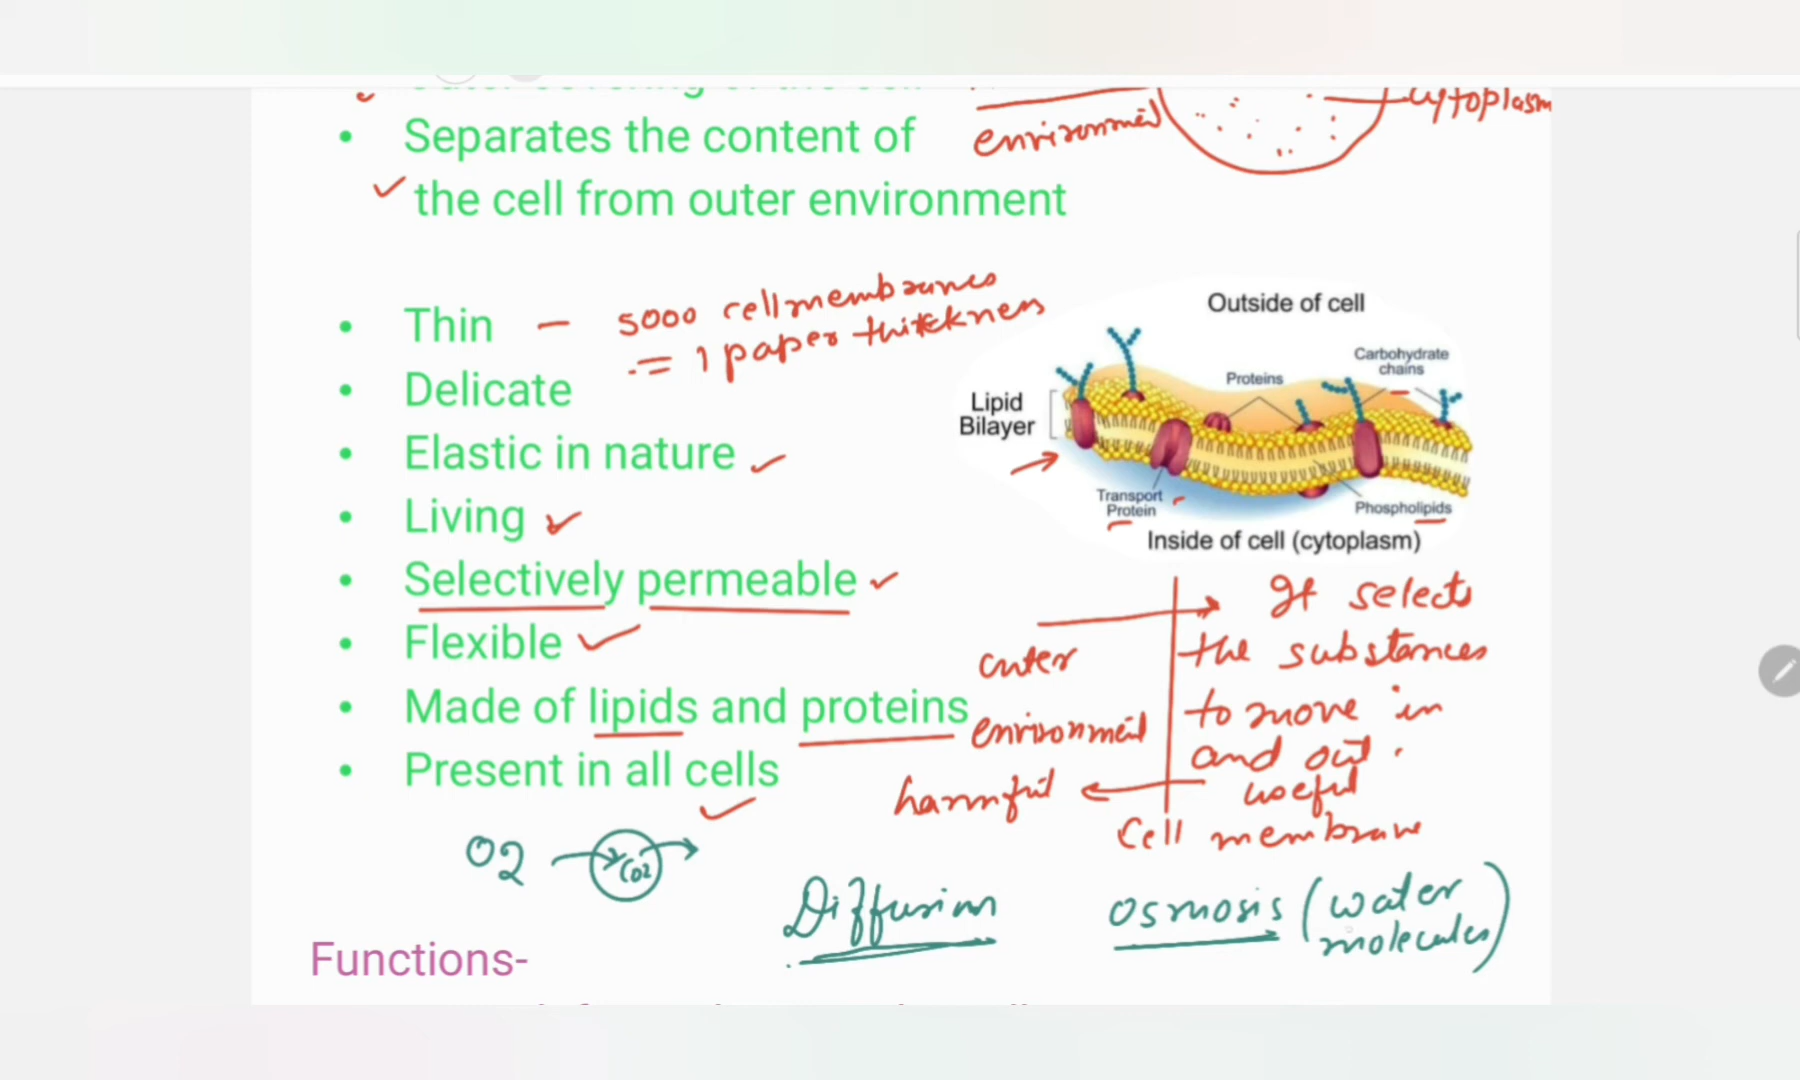 cytoplasm
• Separates the content of
the cell from outer environment
environment
• Thin – 5000 cell membranes
= 1 paper thickness
• Delicate
• Elastic in nature
• Living
• Selectively permeable
• Flexible
• Made of lipids and proteins
• Present in all cells
Outside of cell
Carbohydrate
chains
Proteins
Lipid
Bilayer
Transport
Protein
Phospholipids
Inside of cell (cytoplasm)
It selects
the substances
to move in
and out.
outer
environment
harmful
useful
Cell membrane
O2
CO2
Diffusion
osmosis (water
molecules)
Functions-